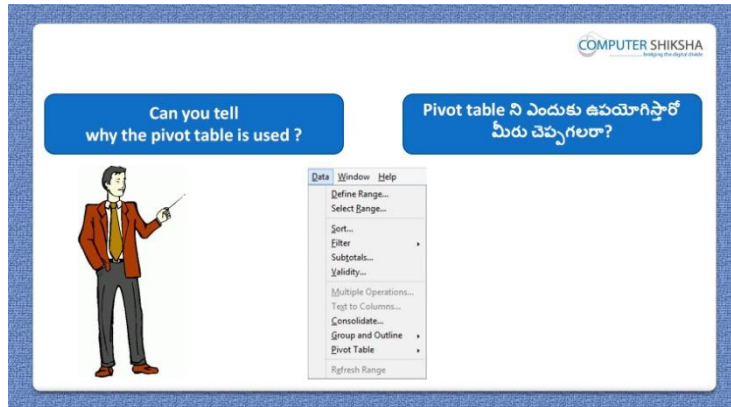 COMPUTER SHIKSHA
bridging the digital divide
Can you tell
why the pivot table is used ?
Pivot table ని ఎందుకు ఉపయోగిస్తారో
మీరు చెప్పగలరా?
Data Window Help
Define Range...
Select Range...
Sort...
Filter
Subtotals...
Validity...
Multiple Operations...
Text to Columns...
Consolidate...
Group and Outline
Pivot Table
Refresh Range